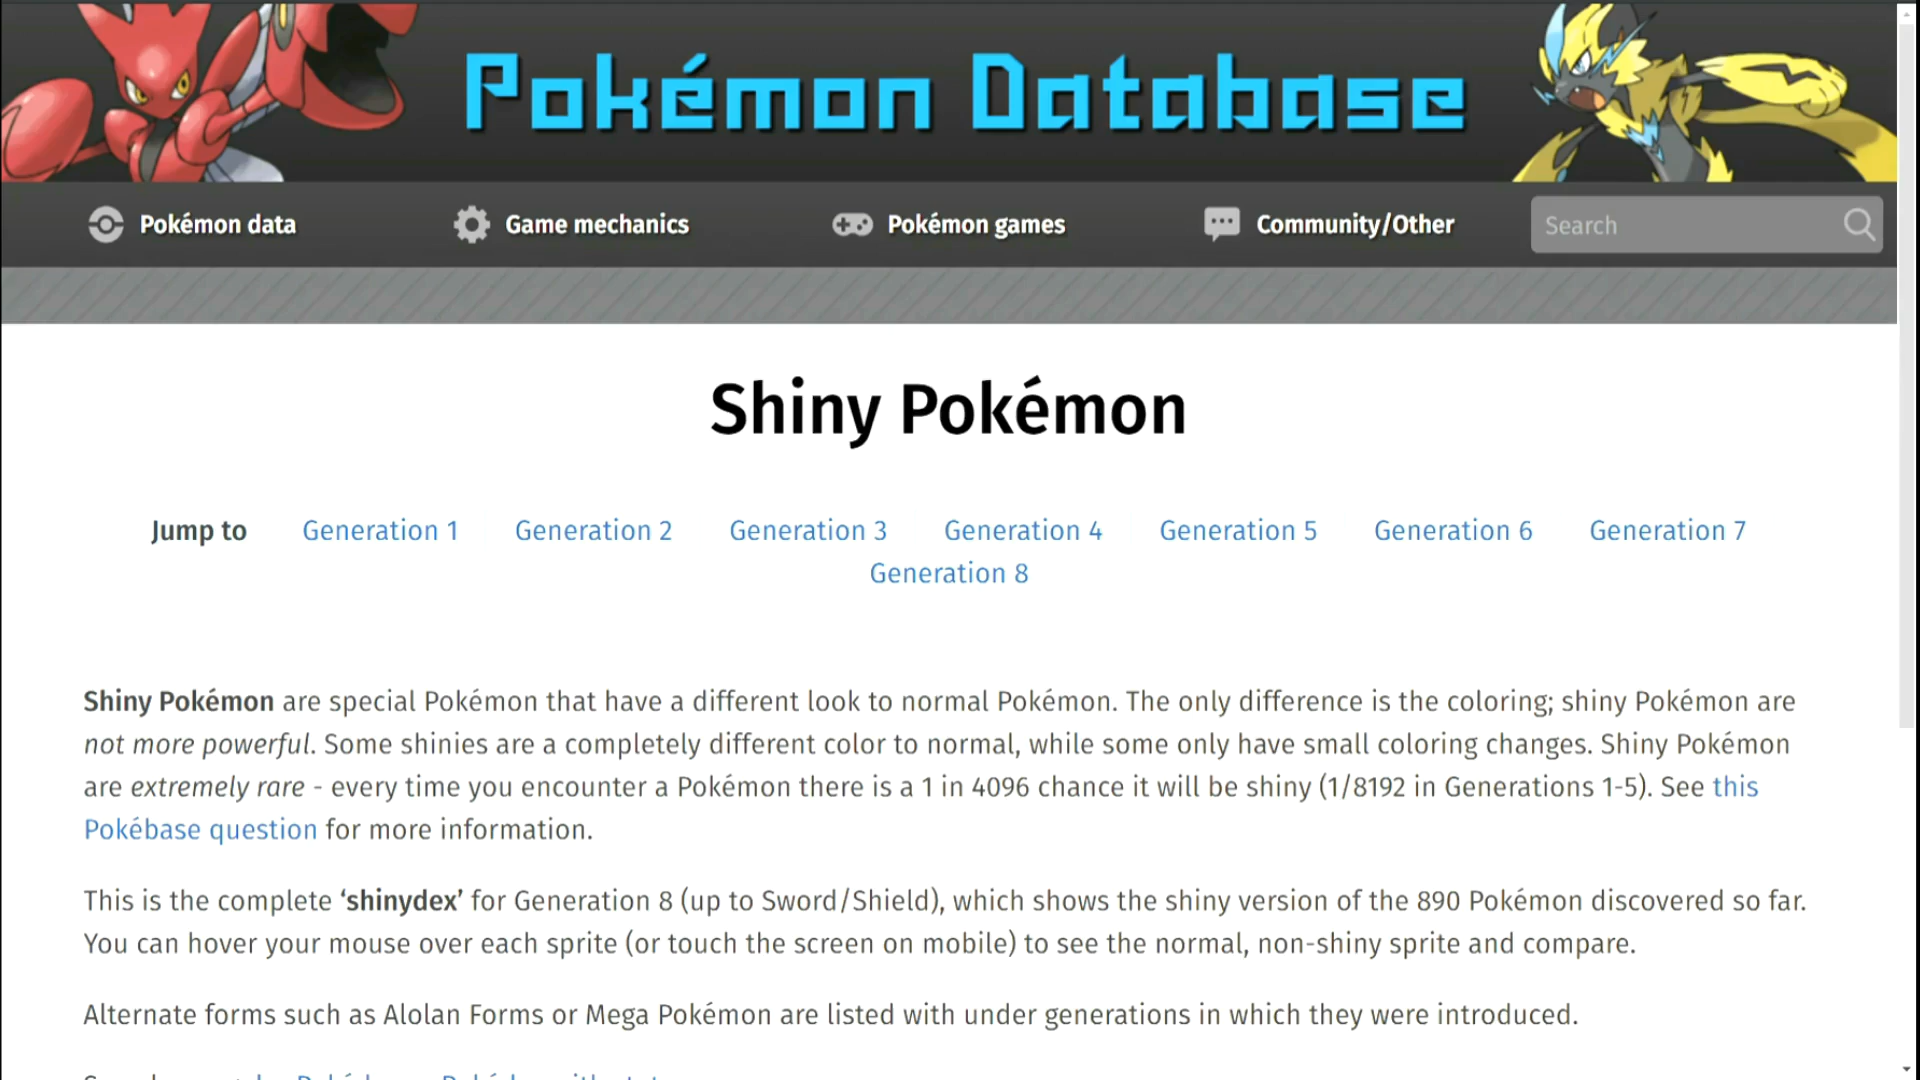 Pokémon Database
Pokémon data Game mechanics Pokémon games Community/Other Search
Shiny Pokémon
Jump to Generation 1 Generation 2 Generation 3 Generation 4 Generation 5 Generation 6 Generation 7
Generation 8
Shiny Pokémon are special Pokémon that have a different look to normal Pokémon. The only difference is the coloring; shiny Pokémon are
not more powerful. Some shinies are a completely different color to normal, while some only have small coloring changes. Shiny Pokémon
are extremely rare - every time you encounter a Pokémon there is a 1 in 4096 chance it will be shiny (1/8192 in Generations 1-5). See this
Pokébase question for more information.
This is the complete ‘shinydex’ for Generation 8 (up to Sword/Shield), which shows the shiny version of the 890 Pokémon discovered so far.
You can hover your mouse over each sprite (or touch the screen on mobile) to see the normal, non-shiny sprite and compare.
Alternate forms such as Alolan Forms or Mega Pokémon are listed with under generations in which they were introduced.